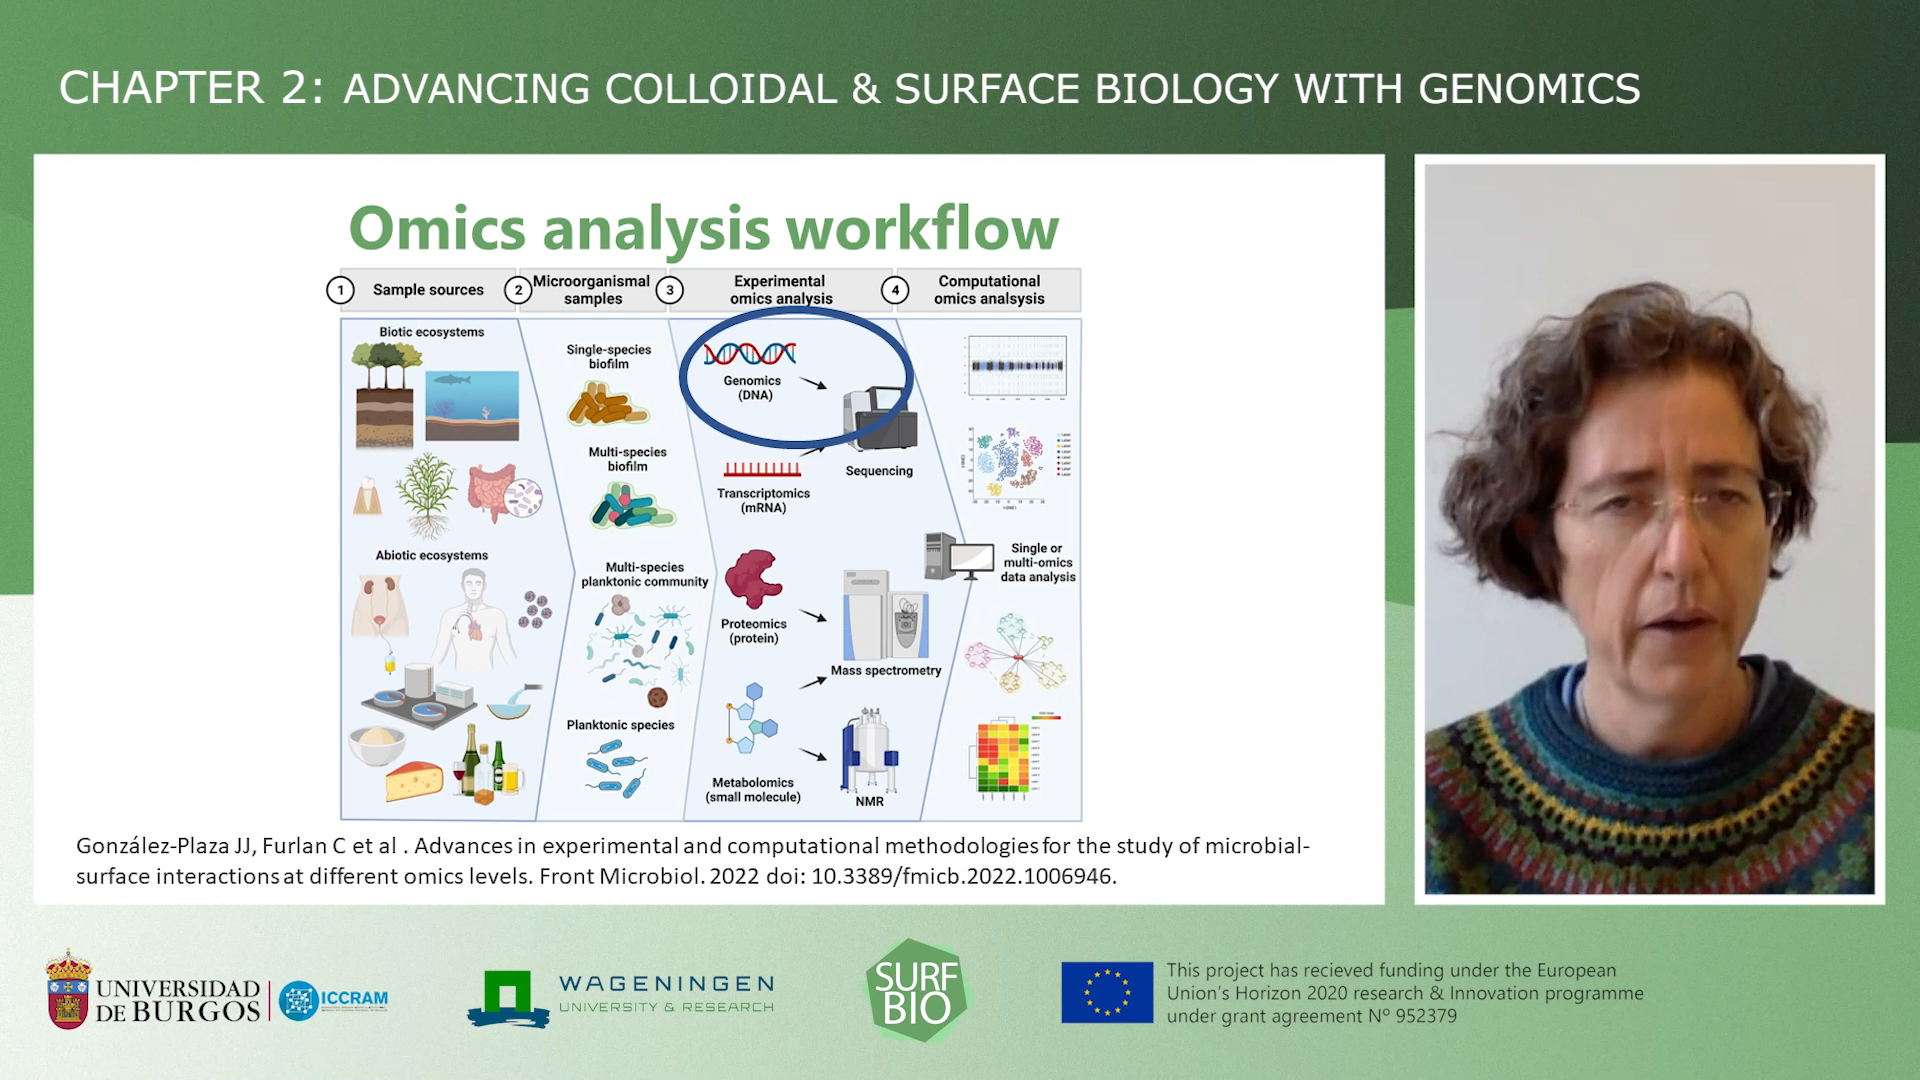 CHAPTER 2: ADVANCING COLLOIDAL & SURFACE BIOLOGY WITH GENOMICS
Omics analysis workflow
1
Sample sources
2
Microorganismal
samples
3
Experimental
omics analysis
4
Computational
omics analsysis
Biotic ecosystems
Abiotic ecosystems
Single-species
biofilm
Multi-species
biofilm
Multi-species
planktonic community
Planktonic species
Genomics
(DNA)
Sequencing
Transcriptomics
(mRNA)
Proteomics
(protein)
Mass spectrometry
Metabolomics
(small molecule)
NMR
Single or
multi-omics
data analysis
González-Plaza JJ, Furlan C et al . Advances in experimental and computational methodologies for the study of microbial-
surface interactions at different omics levels. Front Microbiol. 2022 doi: 10.3389/fmicb.2022.1006946.
UNIVERSIDAD
DE BURGOS
ICCRAM
WAGENINGEN
UNIVERSITY & RESEARCH
SURF
BIO
This project has recieved funding under the European
Union's Horizon 2020 research & Innovation programme
under grant agreement Nº 952379